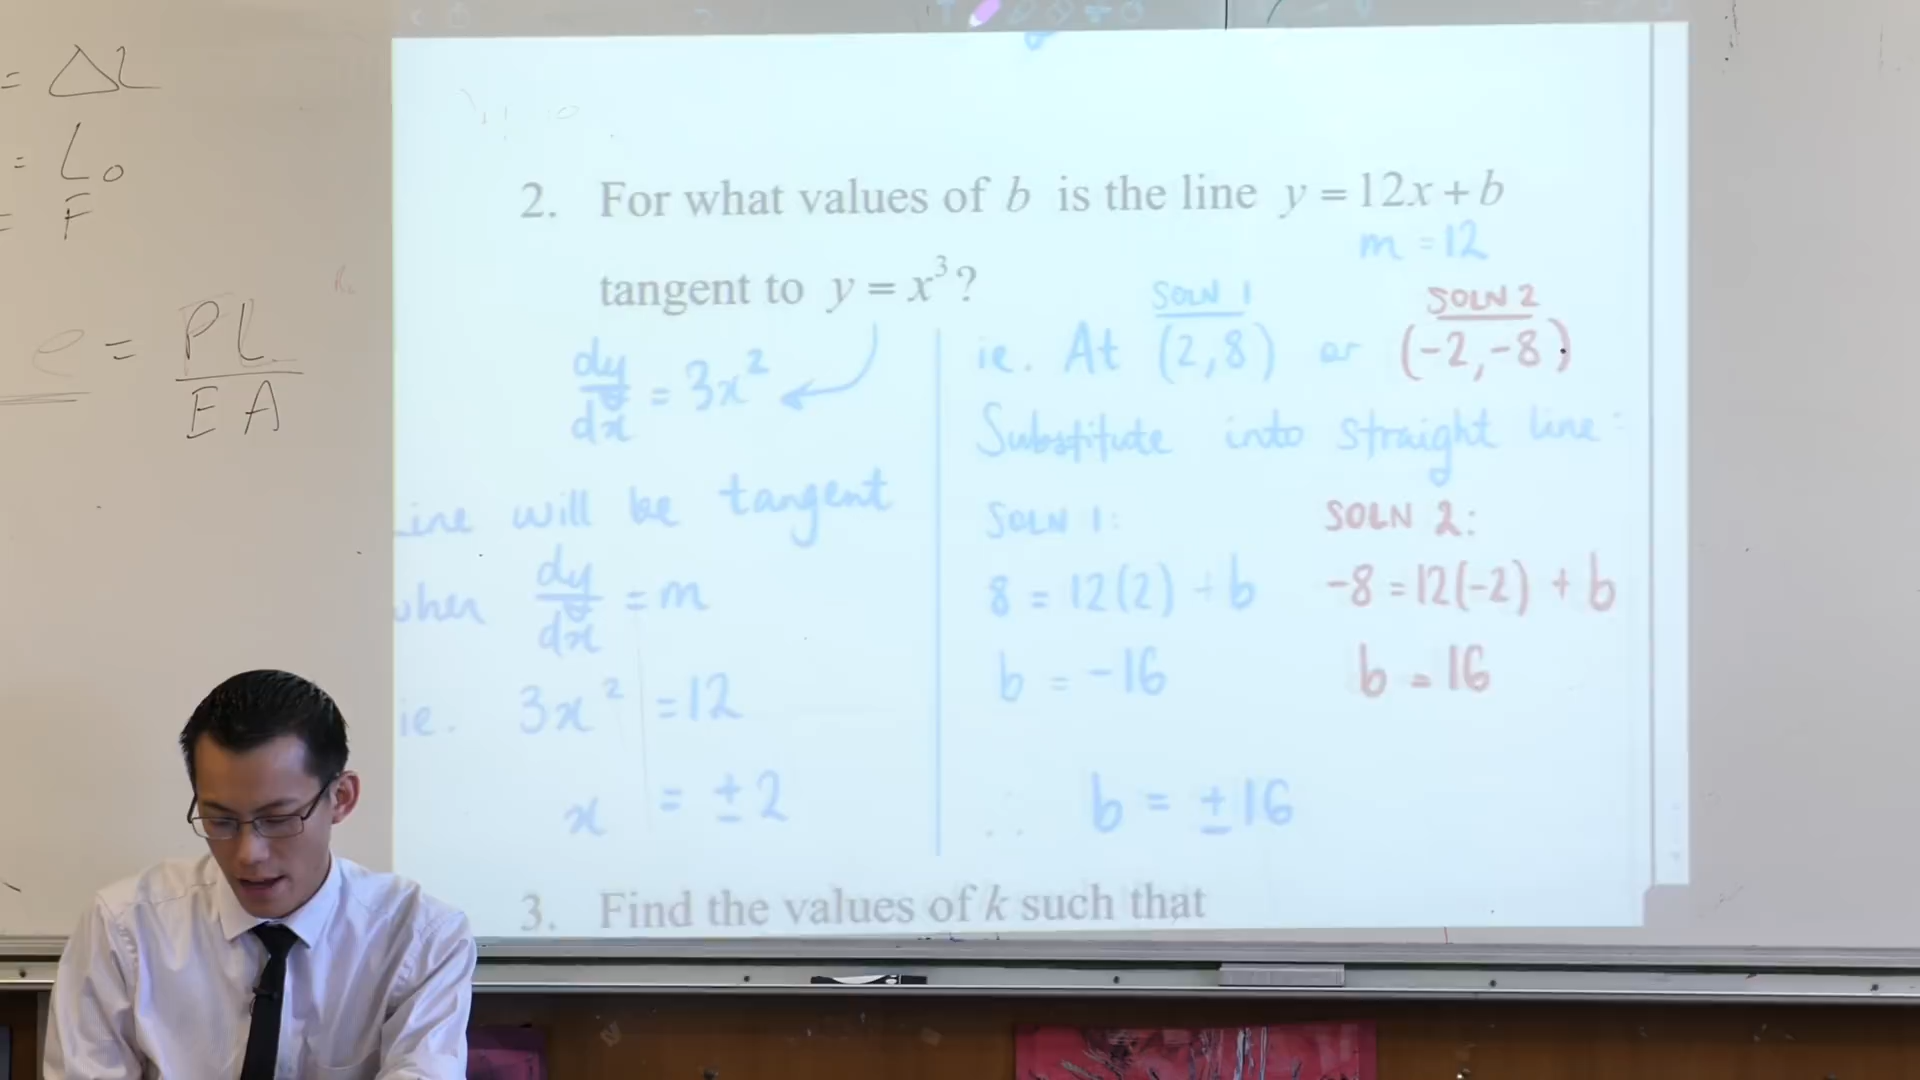 = ΔL
= L₀
= F
e = PL / EA
2. For what values of b is the line y = 12x + b
m = 12
tangent to y = x³?
dy/dx = 3x²
Line will be tangent
when dy/dx = m
ie. 3x² = 12
x = ±2
SOLN 1 SOLN 2
ie. At (2,8) or (-2,-8)
Substitute into straight line:
SOLN 1: SOLN 2:
8 = 12(2) + b -8 = 12(-2) + b
b = -16 b = 16
∴ b = ±16
3. Find the values of k such that